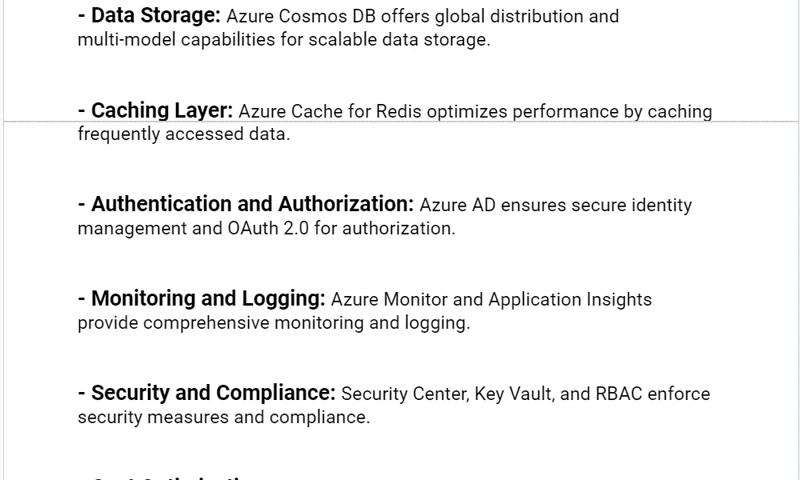 - Data Storage: Azure Cosmos DB offers global distribution and
multi-model capabilities for scalable data storage.
- Caching Layer: Azure Cache for Redis optimizes performance by caching
frequently accessed data.
- Authentication and Authorization: Azure AD ensures secure identity
management and OAuth 2.0 for authorization.
- Monitoring and Logging: Azure Monitor and Application Insights
provide comprehensive monitoring and logging.
- Security and Compliance: Security Center, Key Vault, and RBAC enforce
security measures and compliance.